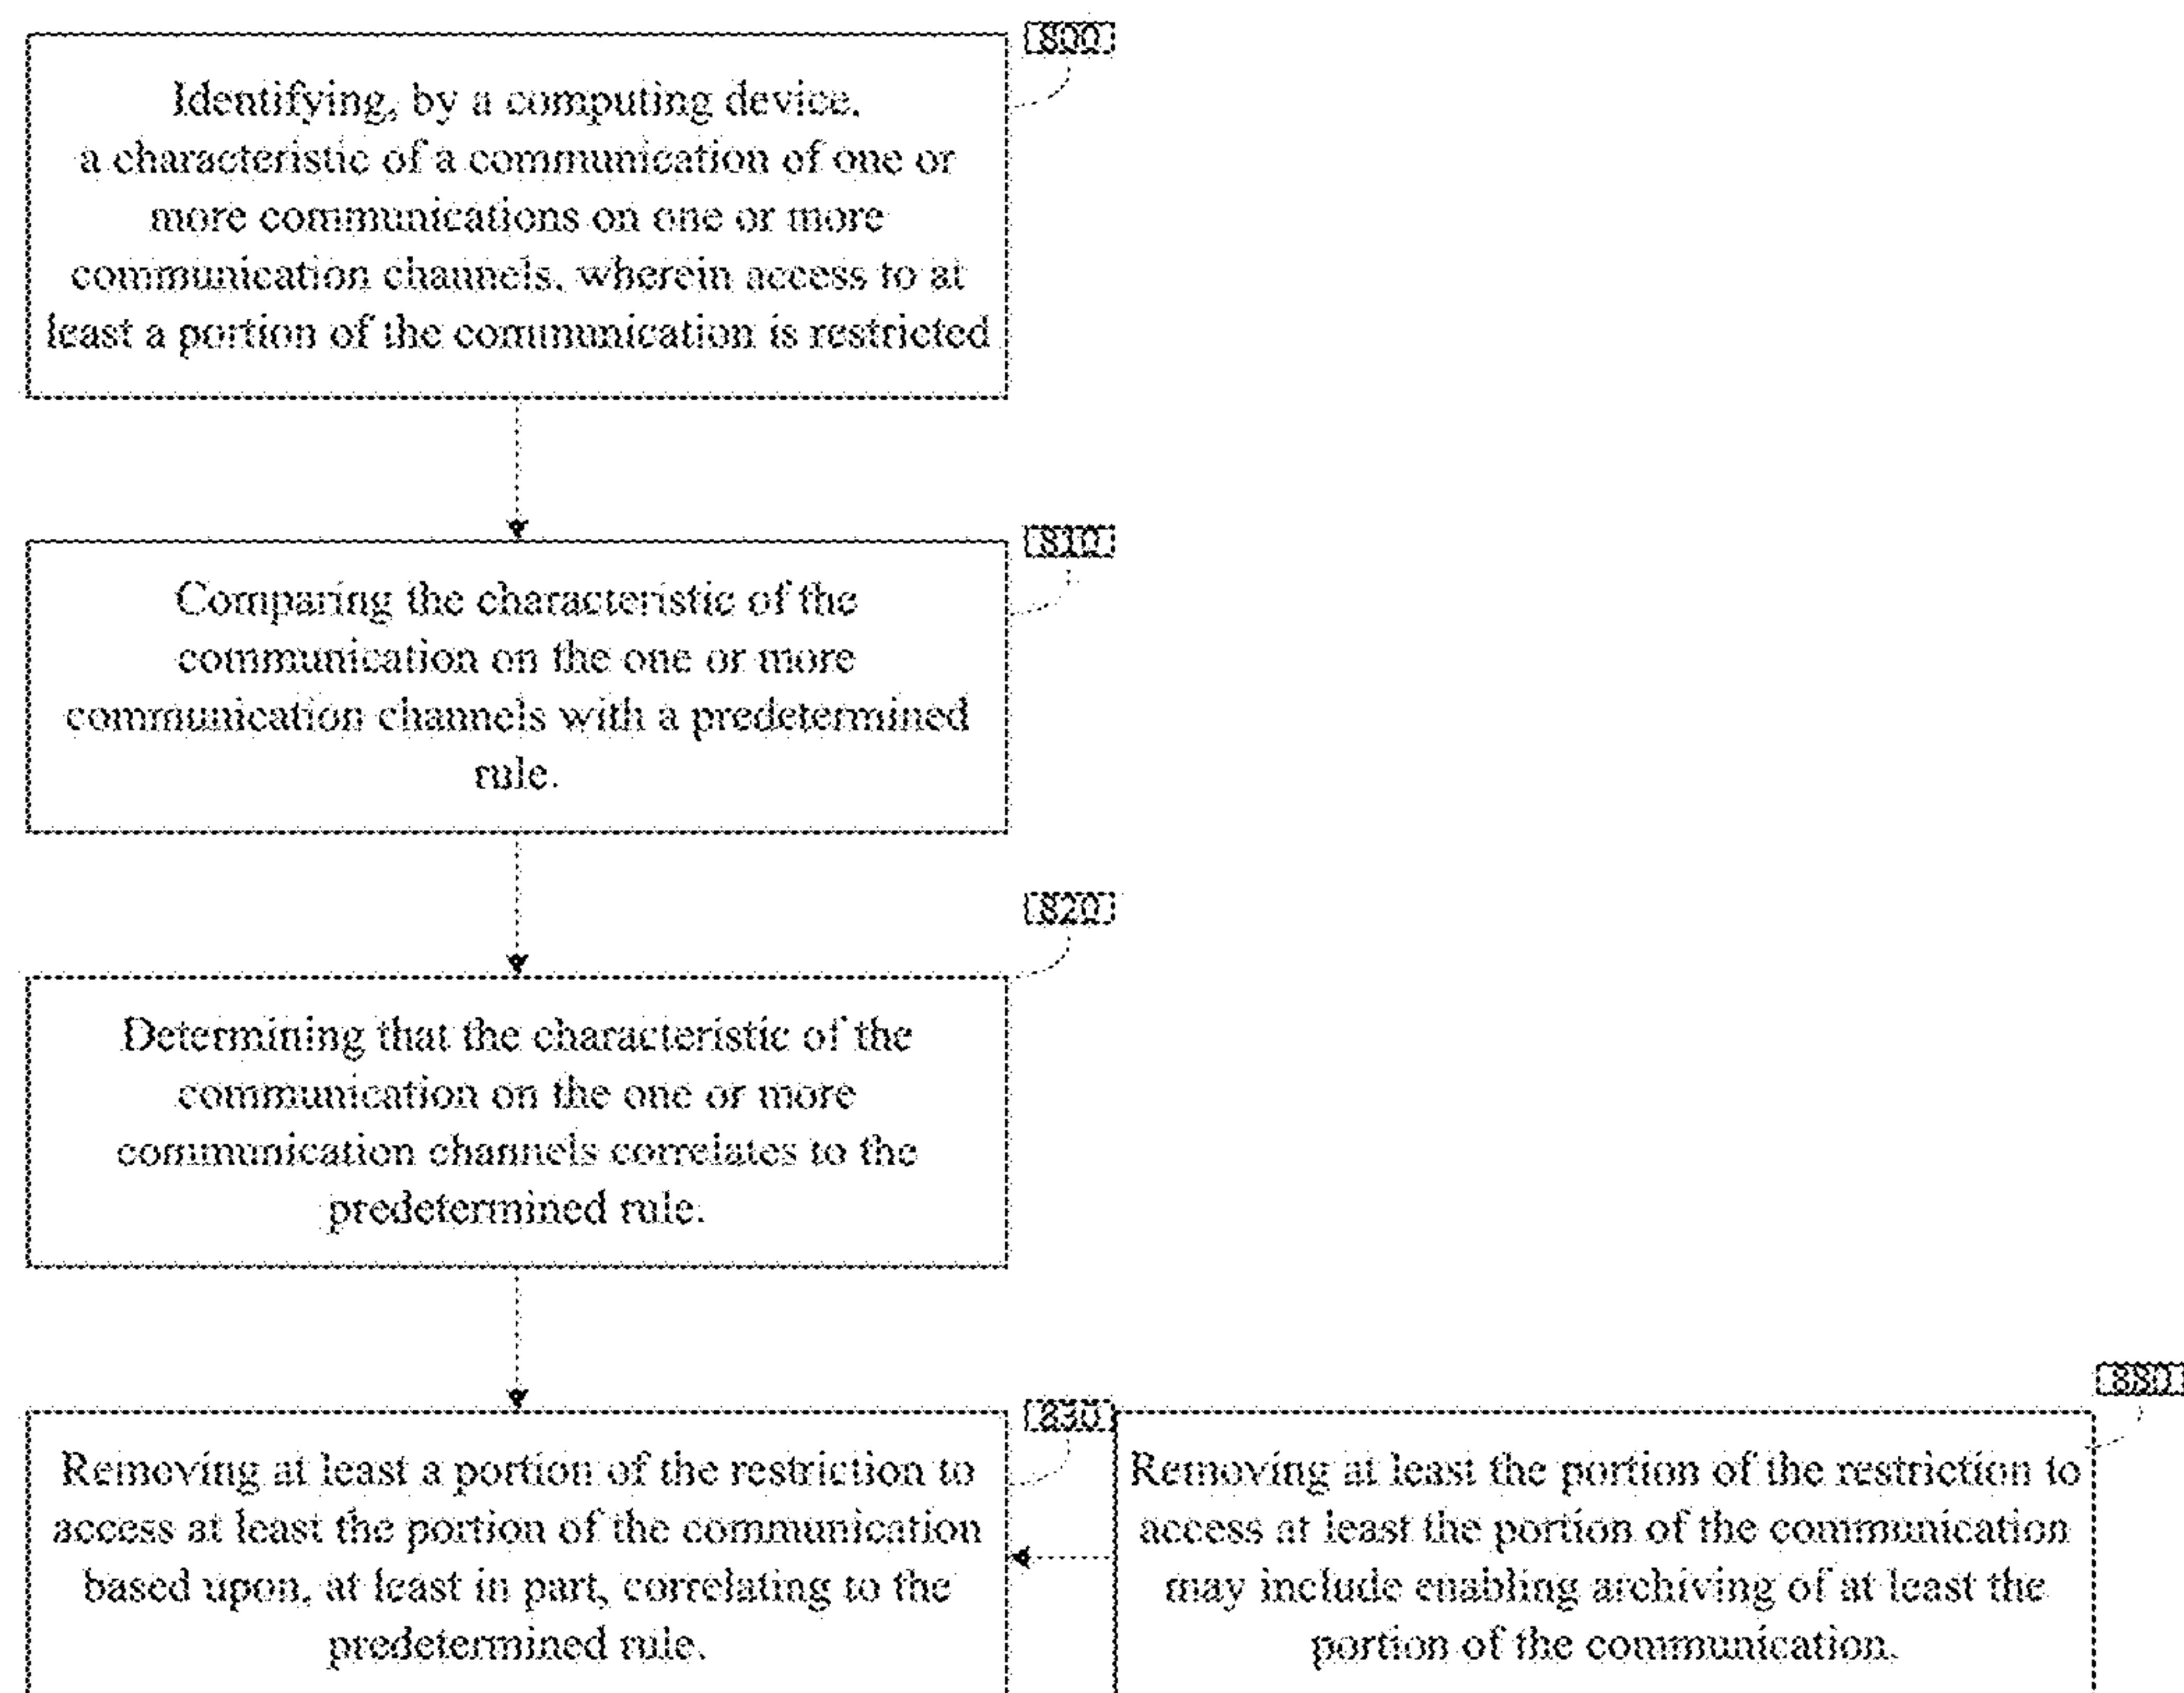 800
Identifying, by a computing device,
a characteristic of a communication of one or
more communications on one or more
communication channels, wherein access to at
least a portion of the communication is restricted
810
Comparing the characteristic of the
communication on the one or more
communication channels with a predetermined
rule.
820
Determining that the characteristic of the
communication on the one or more
communication channels correlates to the
predetermined rule.
830
Removing at least a portion of the restriction to
access at least the portion of the communication
based upon, at least in part, correlating to the
predetermined rule.
880
Removing at least the portion of the restriction to
access at least the portion of the communication
may include enabling archiving of at least the
portion of the communication.